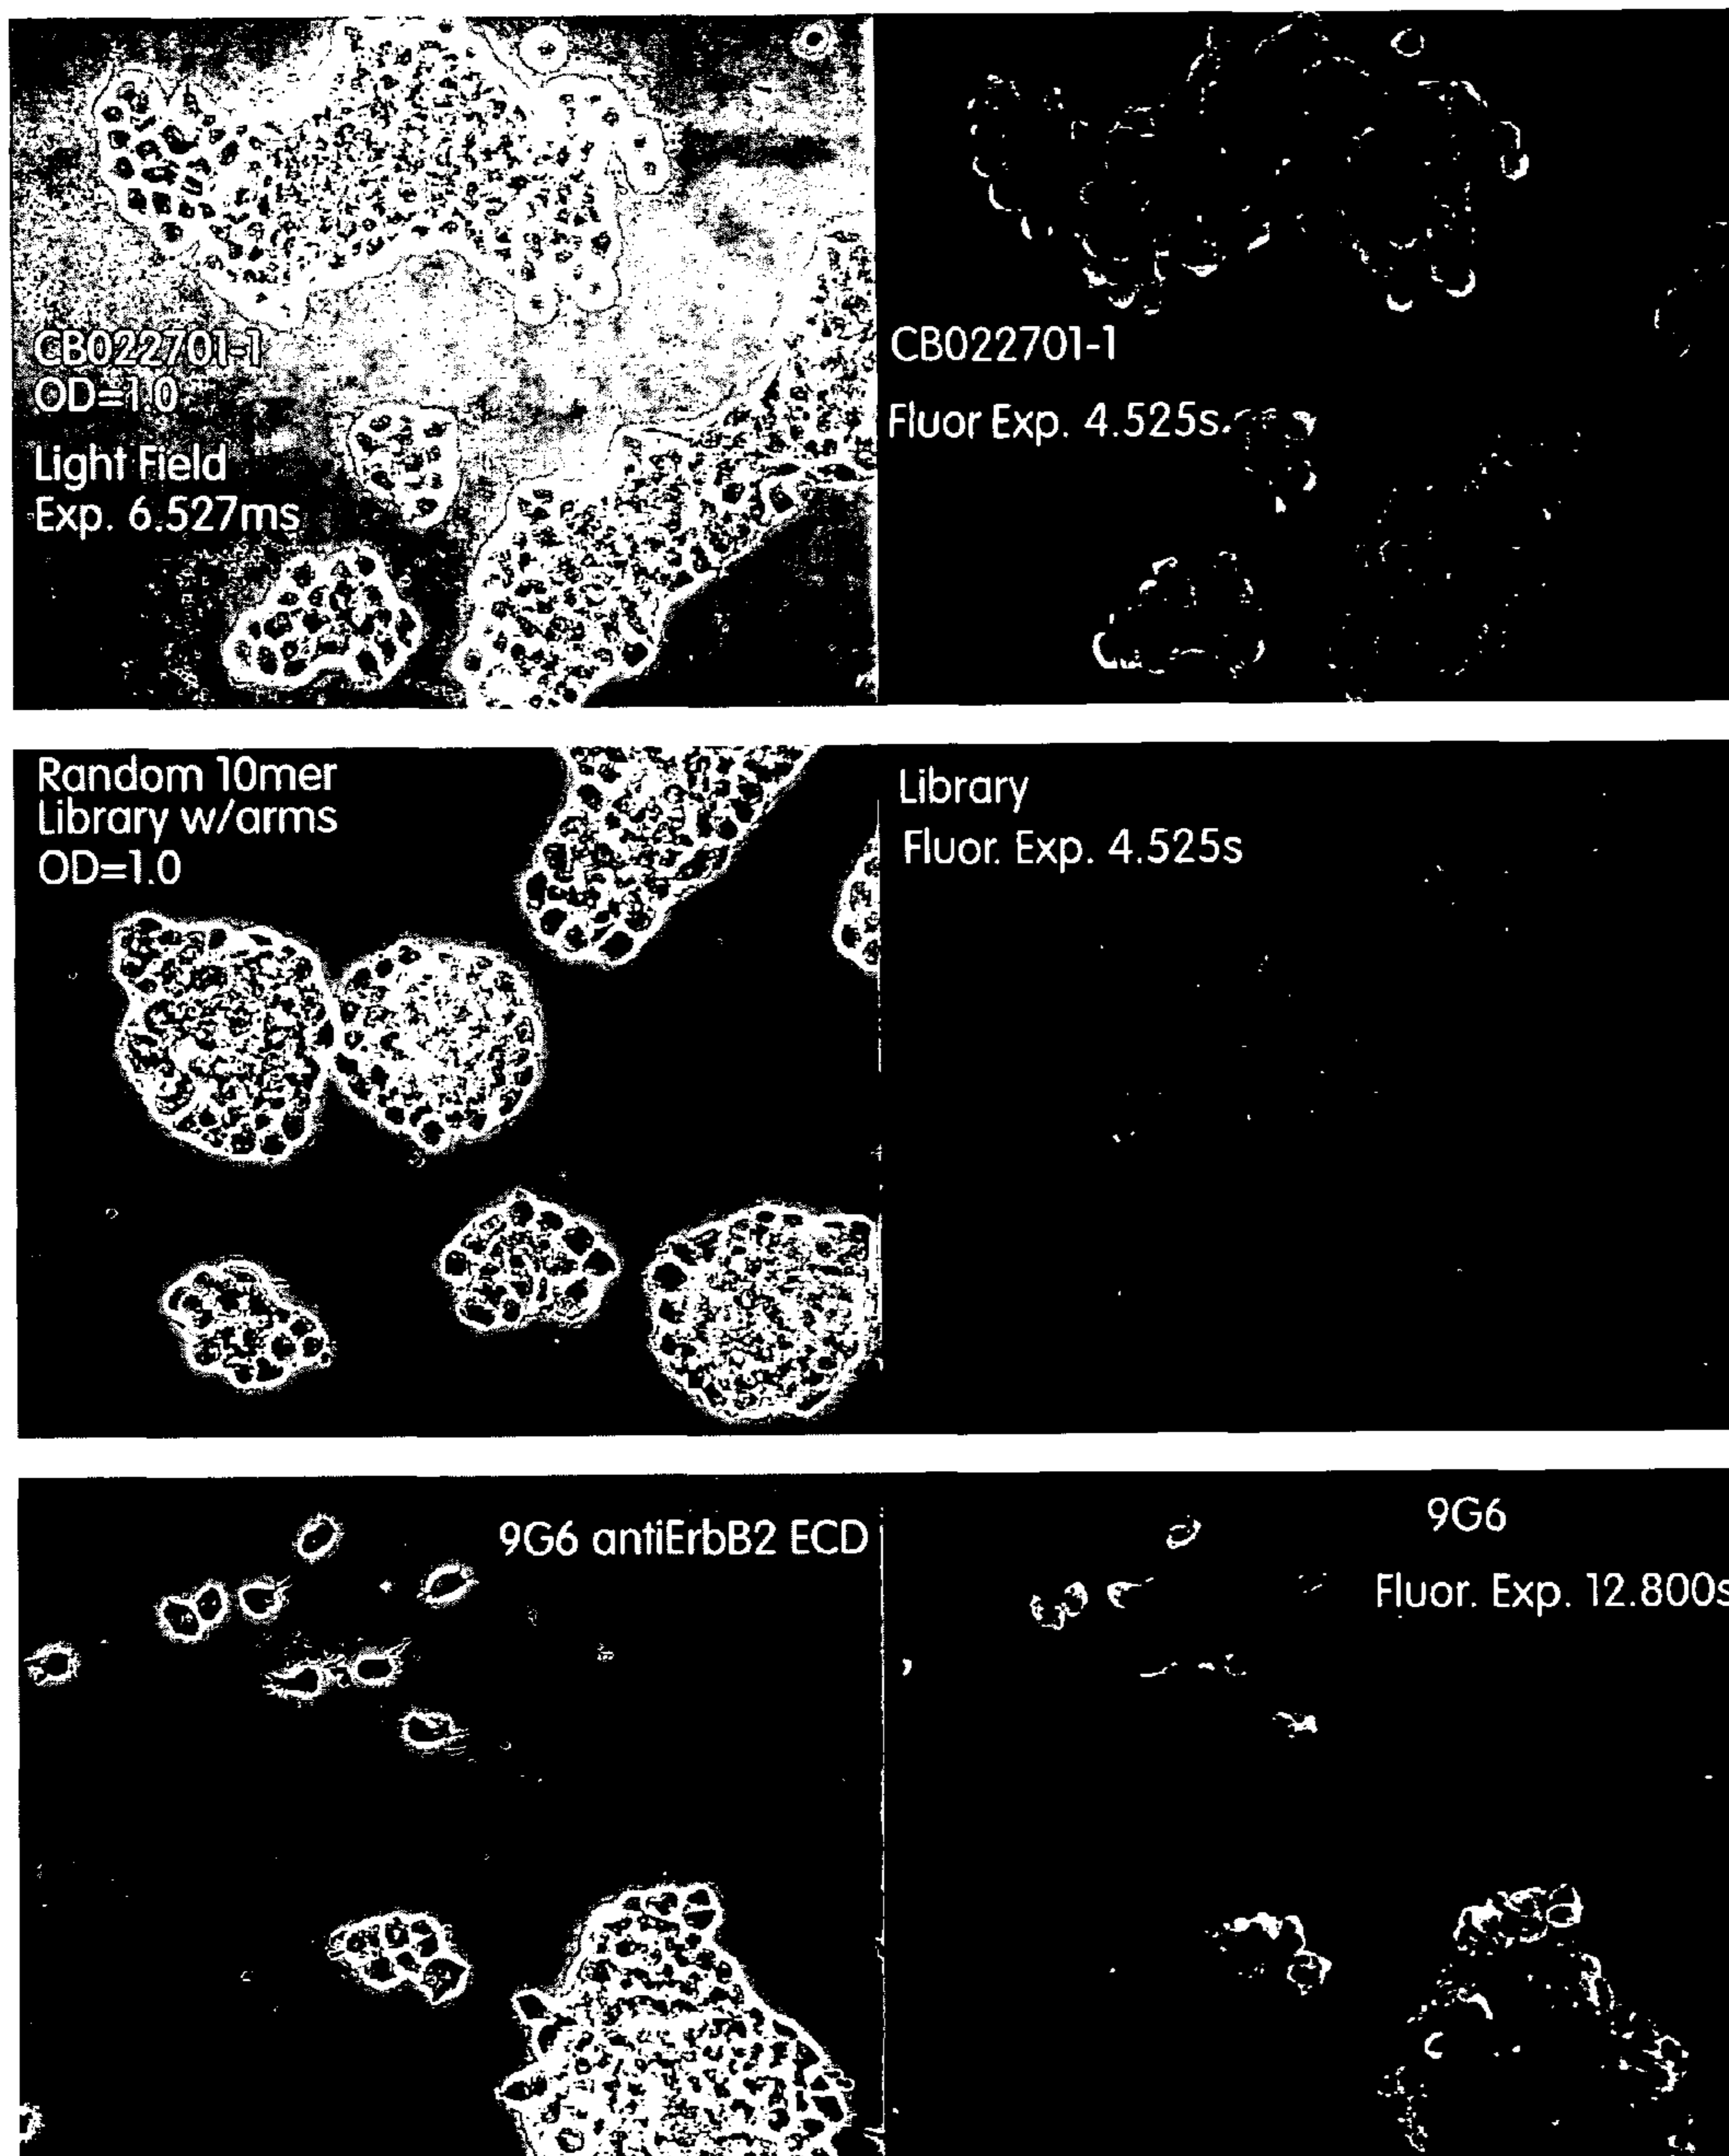 CB022701-1
OD=1.0
Light Field
Exp. 6.527ms
CB022701-1
Fluor Exp. 4.525s.
Random 10mer
Library w/arms
OD=1.0
Library
Fluor. Exp. 4.525s
9G6 antiErbB2 ECD
9G6
Fluor. Exp. 12.800s